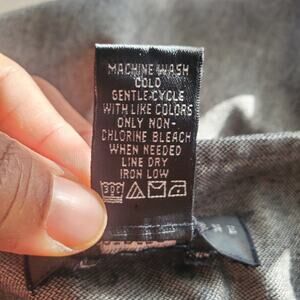 MACHINE WASH
COLD
GENTLE CYCLE
WITH LIKE COLORS
ONLY NON-
CHLORINE BLEACH
WHEN NEEDED
LINE DRY
IRON LOW